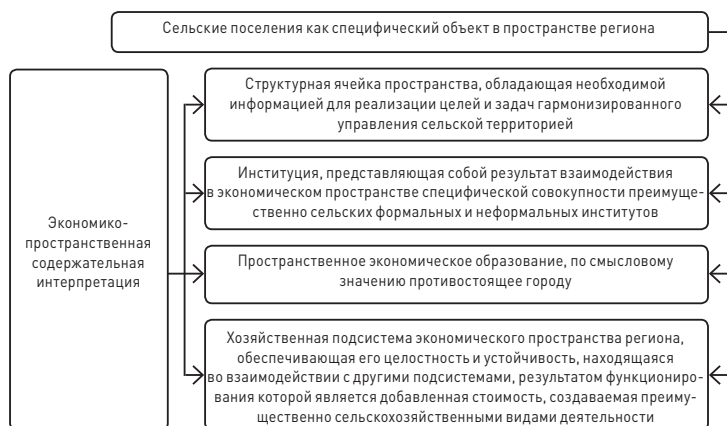 Сельские поселения как специфический объект в пространстве региона
Экономико-
пространственная
содержательная
интерпретация
Структурная ячейка пространства, обладающая необходимой
информацией для реализации целей и задач гармонизированного
управления сельской территорией
Институция, представляющая собой результат взаимодействия
в экономическом пространстве специфической совокупности преимуще-
ственно сельских формальных и неформальных институтов
Пространственное экономическое образование, по смысловому
значению противостоящее городу
Хозяйственная подсистема экономического пространства региона,
обеспечивающая его целостность и устойчивость, находящаяся
во взаимодействии с другими подсистемами, результатом функциониро-
вания которой является добавленная стоимость, создаваемая преиму-
щественно сельскохозяйственными видами деятельности